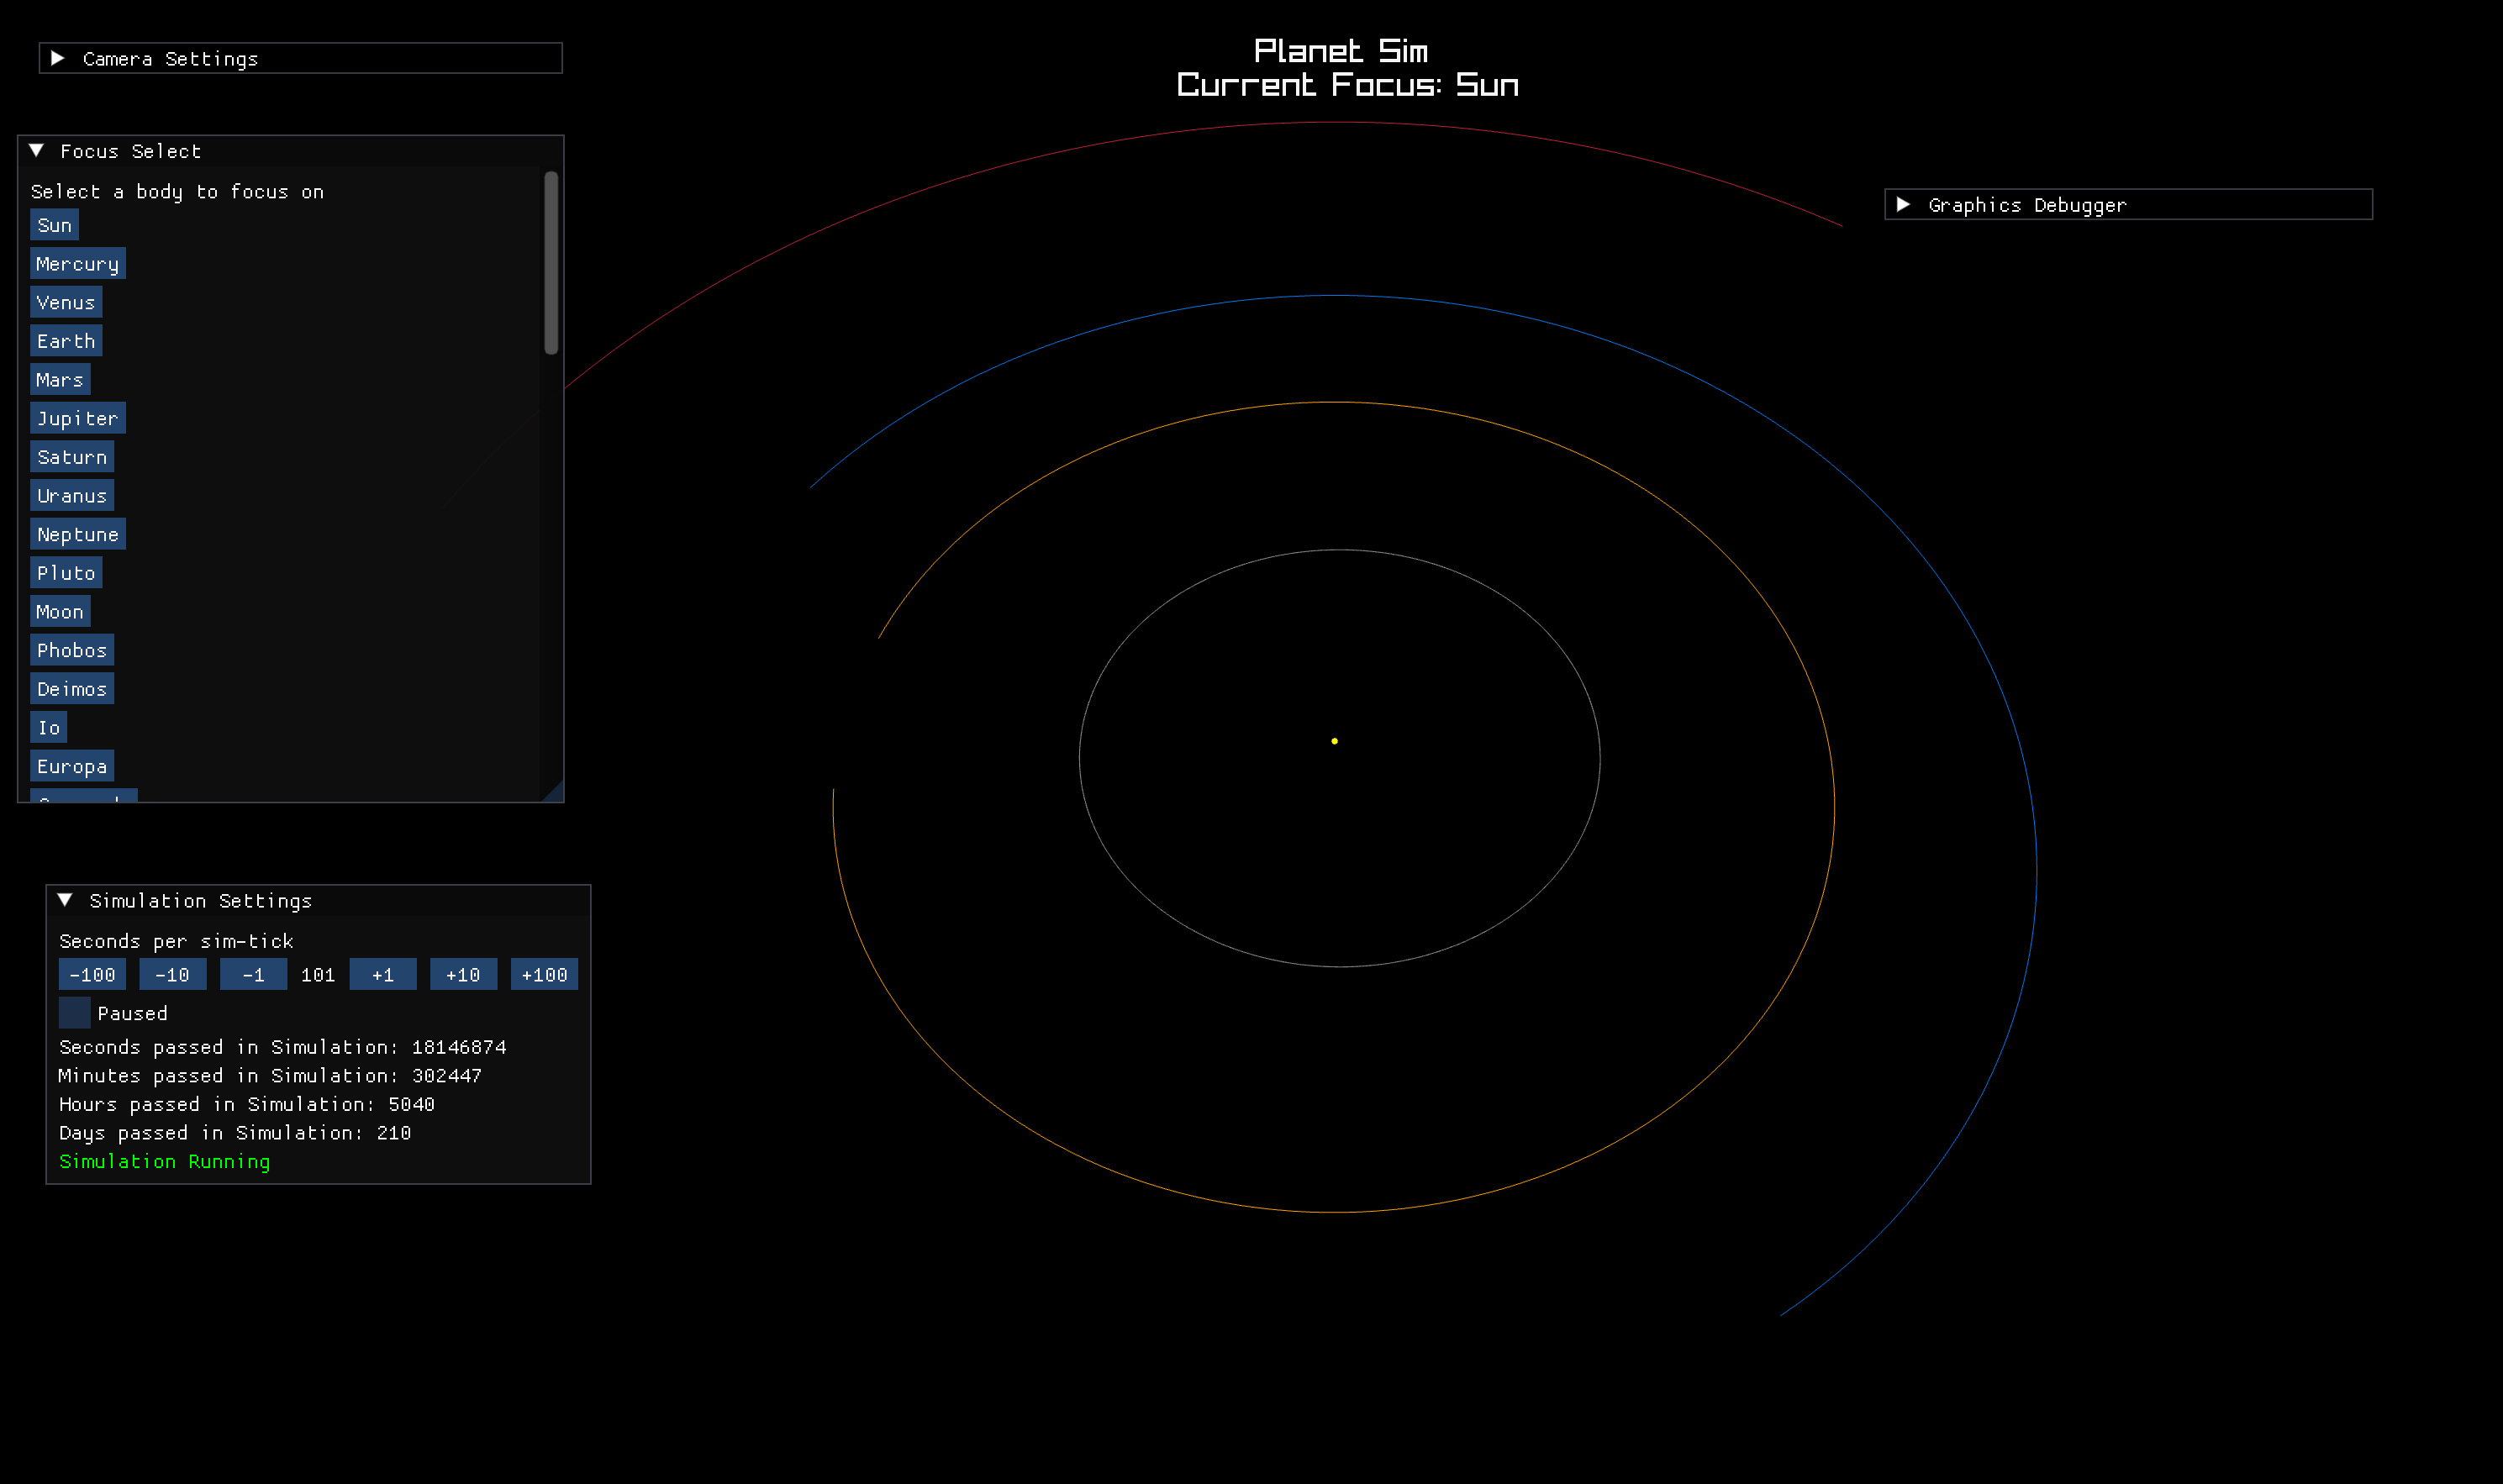 Planet Sim
Current Focus: Sun
Camera Settings
Focus Select
Select a body to focus on
Sun
Mercury
Venus
Earth
Mars
Jupiter
Saturn
Uranus
Neptune
Pluto
Moon
Phobos
Deimos
Io
Europa
Graphics Debugger
Simulation Settings
Seconds per sim-tick
-100 -10 -1 101 +1 +10 +100
Paused
Seconds passed in Simulation: 18146874
Minutes passed in Simulation: 302447
Hours passed in Simulation: 5040
Days passed in Simulation: 210
Simulation Running